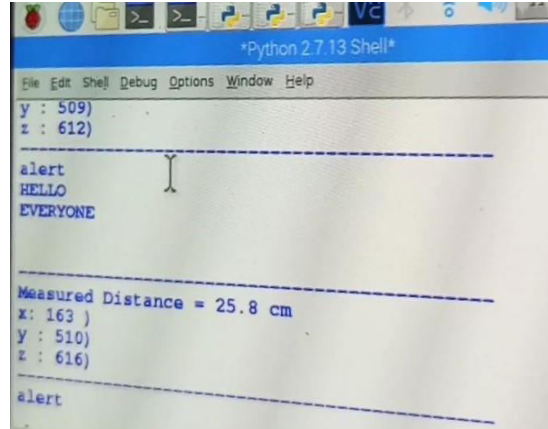 *Python 2.7.13 Shell*
File Edit Shell Debug Options Window Help
y : 509)
z : 612)
--------------------------------------------------
alert
HELLO
EVERYONE
--------------------------------------------------
Measured Distance = 25.8 cm
x: 163 )
y : 510)
z : 616)
--------------------------------------------------
alert